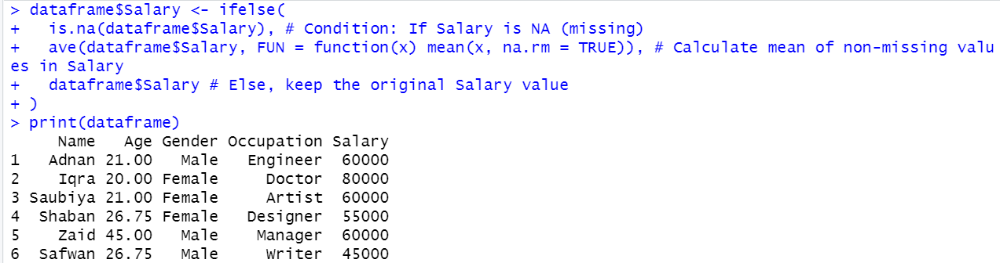 > dataframe$Salary <- ifelse(
+   is.na(dataframe$Salary), # Condition: If Salary is NA (missing)
+   ave(dataframe$Salary, FUN = function(x) mean(x, na.rm = TRUE)), # Calculate mean of non-missing valu
es in Salary
+   dataframe$Salary # Else, keep the original Salary value
+ )
> print(dataframe)
     Name   Age Gender Occupation Salary
1   Adnan 21.00   Male   Engineer  60000
2    Iqra 20.00 Female     Doctor  80000
3 Saubiya 21.00 Female     Artist  60000
4  Shaban 26.75 Female   Designer  55000
5    Zaid 45.00   Male    Manager  60000
6  Safwan 26.75   Male     Writer  45000